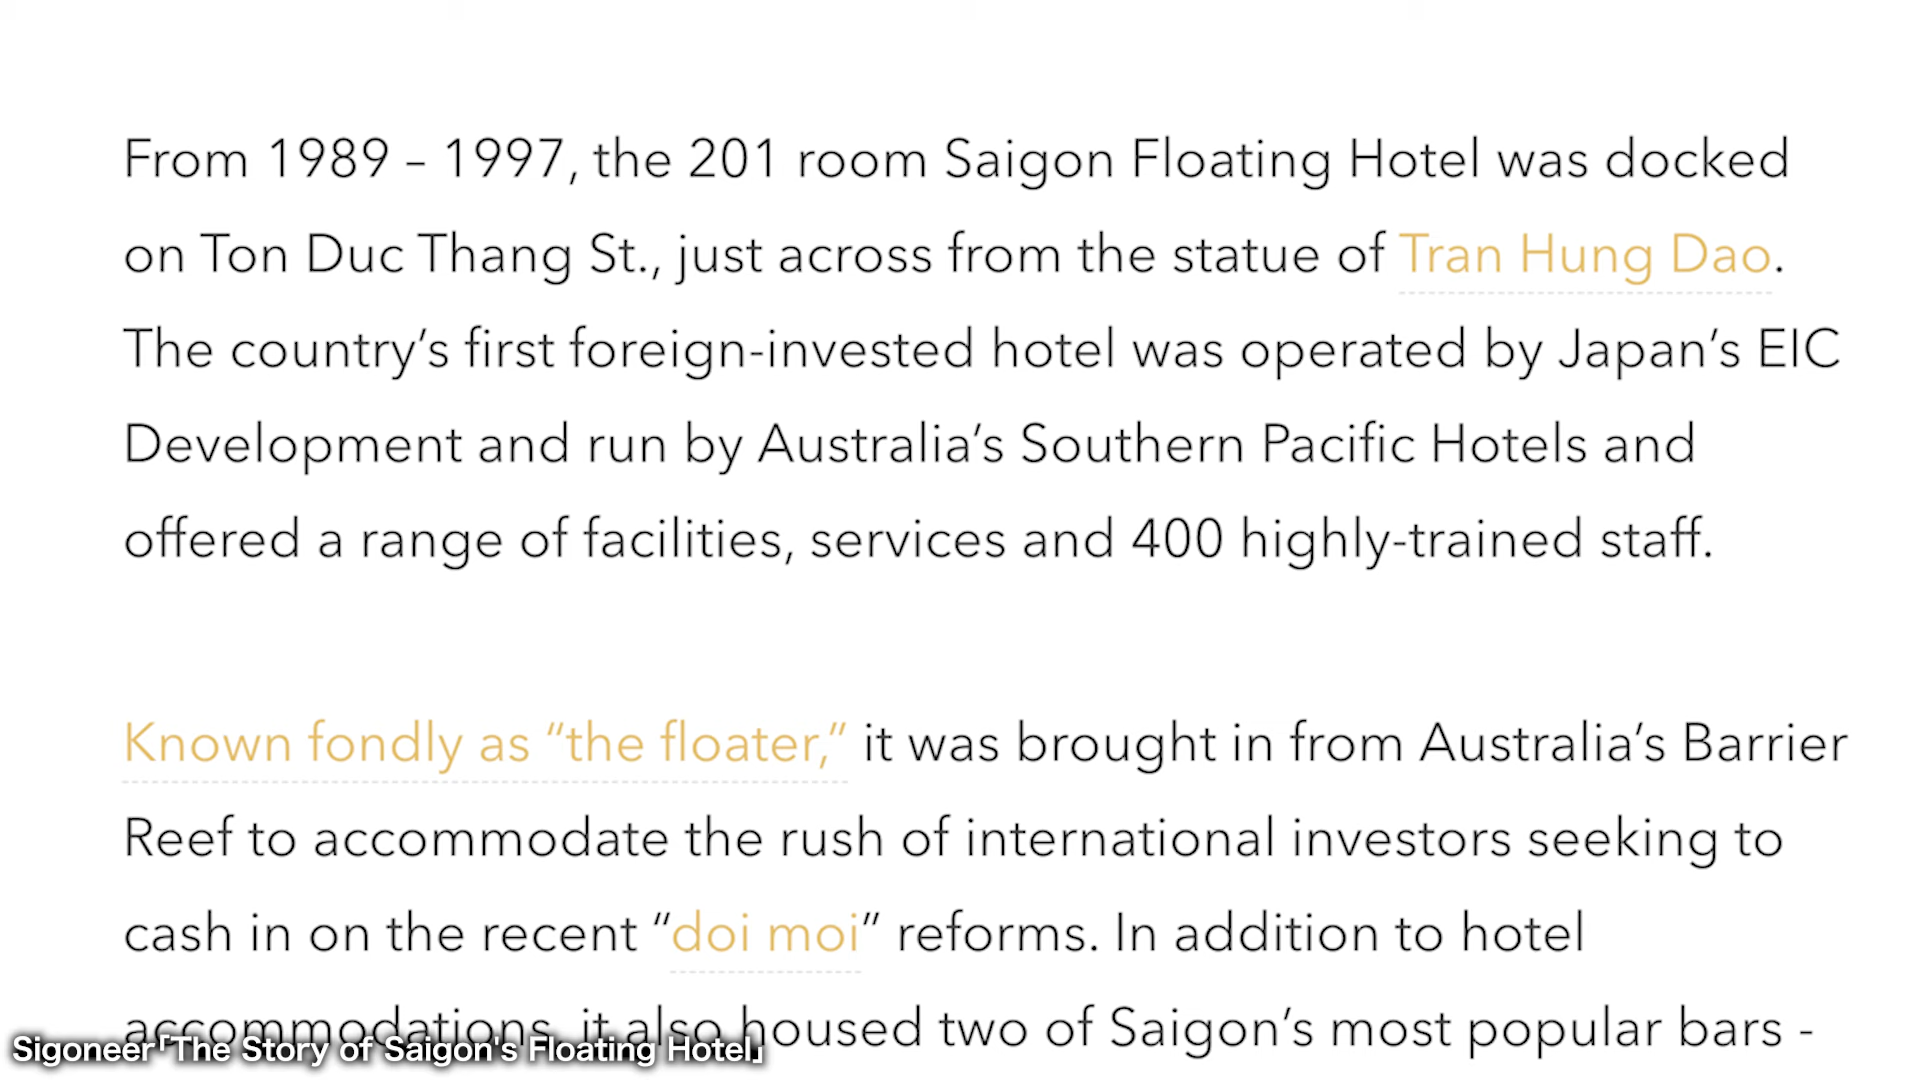 From 1989 – 1997, the 201 room Saigon Floating Hotel was docked
on Ton Duc Thang St., just across from the statue of Tran Hung Dao.
The country’s first foreign-invested hotel was operated by Japan’s EIC
Development and run by Australia’s Southern Pacific Hotels and
offered a range of facilities, services and 400 highly-trained staff.
Known fondly as “the floater,” it was brought in from Australia’s Barrier
Reef to accommodate the rush of international investors seeking to
cash in on the recent “doi moi” reforms. In addition to hotel
accommodations, it also housed two of Saigon’s most popular bars -
Sigoneer「The Story of Saigon's Floating Hotel」